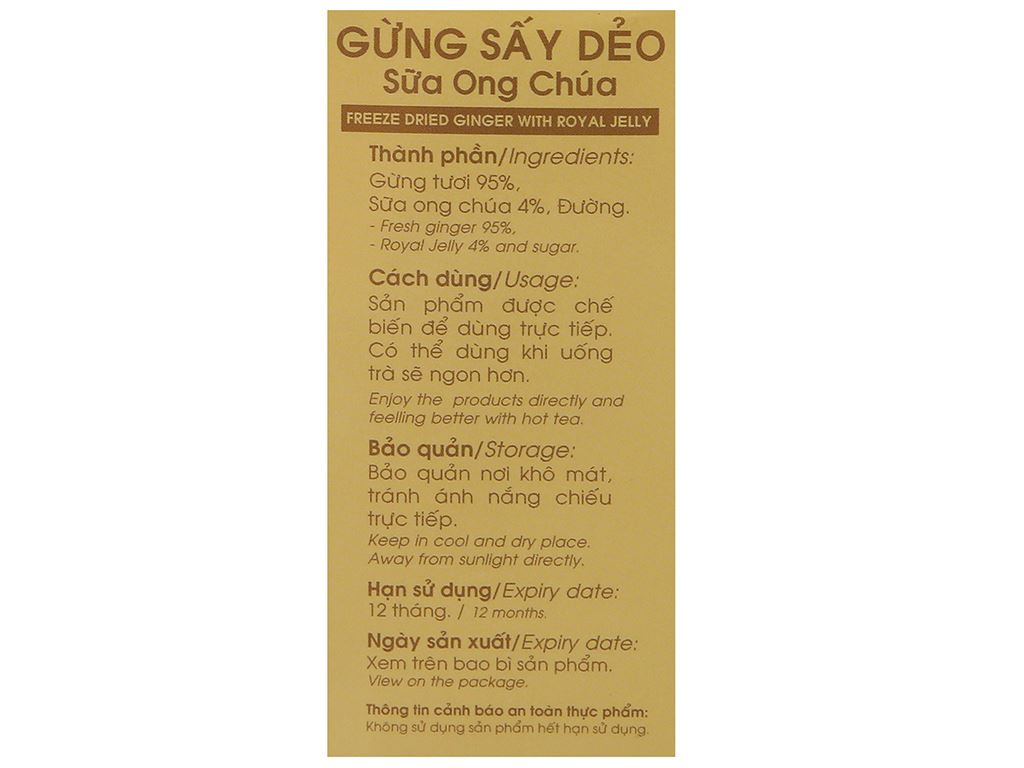 GỪNG SẤY DẺO
Sữa Ong Chúa
FREEZE DRIED GINGER WITH ROYAL JELLY
Thành phần/Ingredients:
Gừng tươi 95%,
Sữa ong chúa 4%, Đường.
- Fresh ginger 95%,
- Royal Jelly 4% and sugar.
Cách dùng/Usage:
Sản phẩm được chế
biến để dùng trực tiếp.
Có thể dùng khi uống
trà sẽ ngon hơn.
Enjoy the products directly and
feelling better with hot tea.
Bảo quản/Storage:
Bảo quản nơi khô mát,
tránh ánh nắng chiếu
trực tiếp.
Keep in cool and dry place.
Away from sunlight directly.
Hạn sử dụng/Expiry date:
12 tháng. / 12 months.
Ngày sản xuất/Expiry date:
Xem trên bao bì sản phẩm.
View on the package.
Thông tin cảnh báo an toàn thực phẩm:
Không sử dụng sản phẩm hết hạn sử dụng.